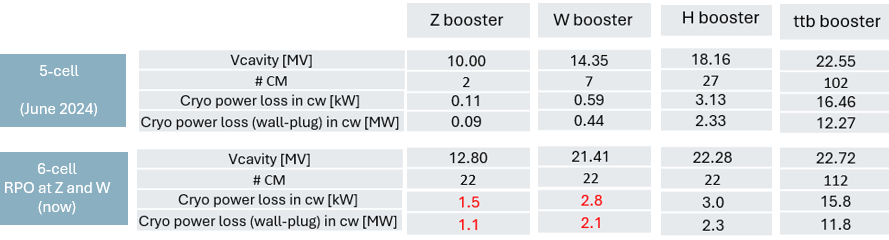 Z booster W booster H booster ttb booster
5-cell
(June 2024)
Vcavity [MV] 10.00 14.35 18.16 22.55
# CM 2 7 27 102
Cryo power loss in cw [kW] 0.11 0.59 3.13 16.46
Cryo power loss (wall-plug) in cw [MW] 0.09 0.44 2.33 12.27
6-cell
RPO at Z and W
(now)
Vcavity [MV] 12.80 21.41 22.28 22.72
# CM 22 22 22 112
Cryo power loss in cw [kW] 1.5 2.8 3.0 15.8
Cryo power loss (wall-plug) in cw [MW] 1.1 2.1 2.3 11.8